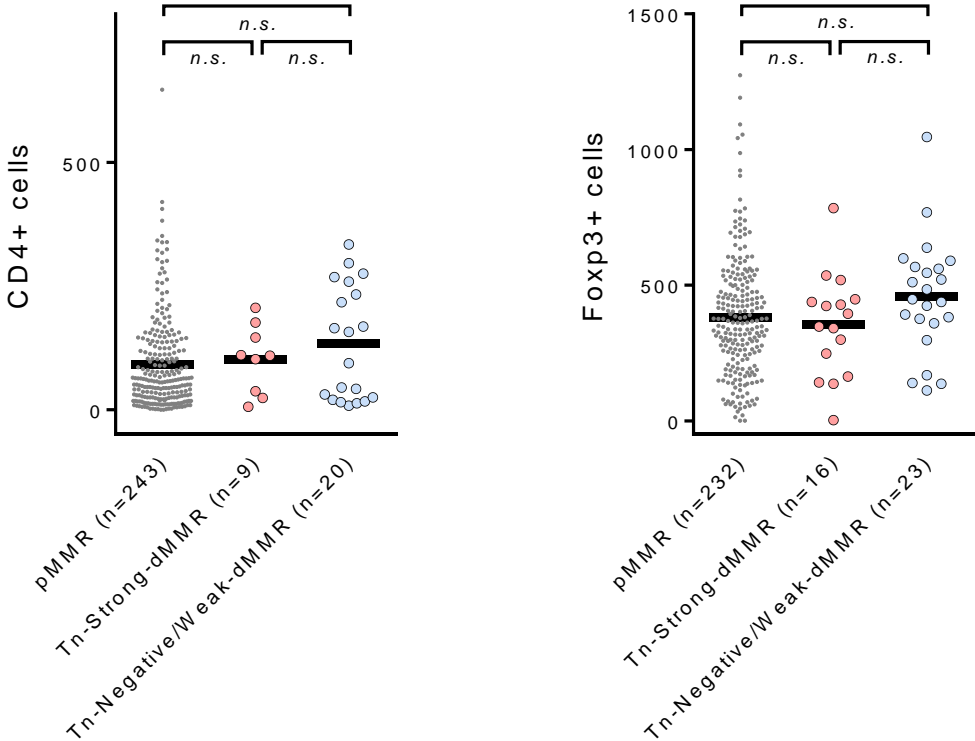 n.s.
n.s. n.s.
CD4+ cells
500
0
pMMR (n=243)
Tn-Strong-dMMR (n=9)
Tn-Negative/Weak-dMMR (n=20)
n.s.
n.s. n.s.
Foxp3+ cells
1500
1000
500
0
pMMR (n=232)
Tn-Strong-dMMR (n=16)
Tn-Negative/Weak-dMMR (n=23)